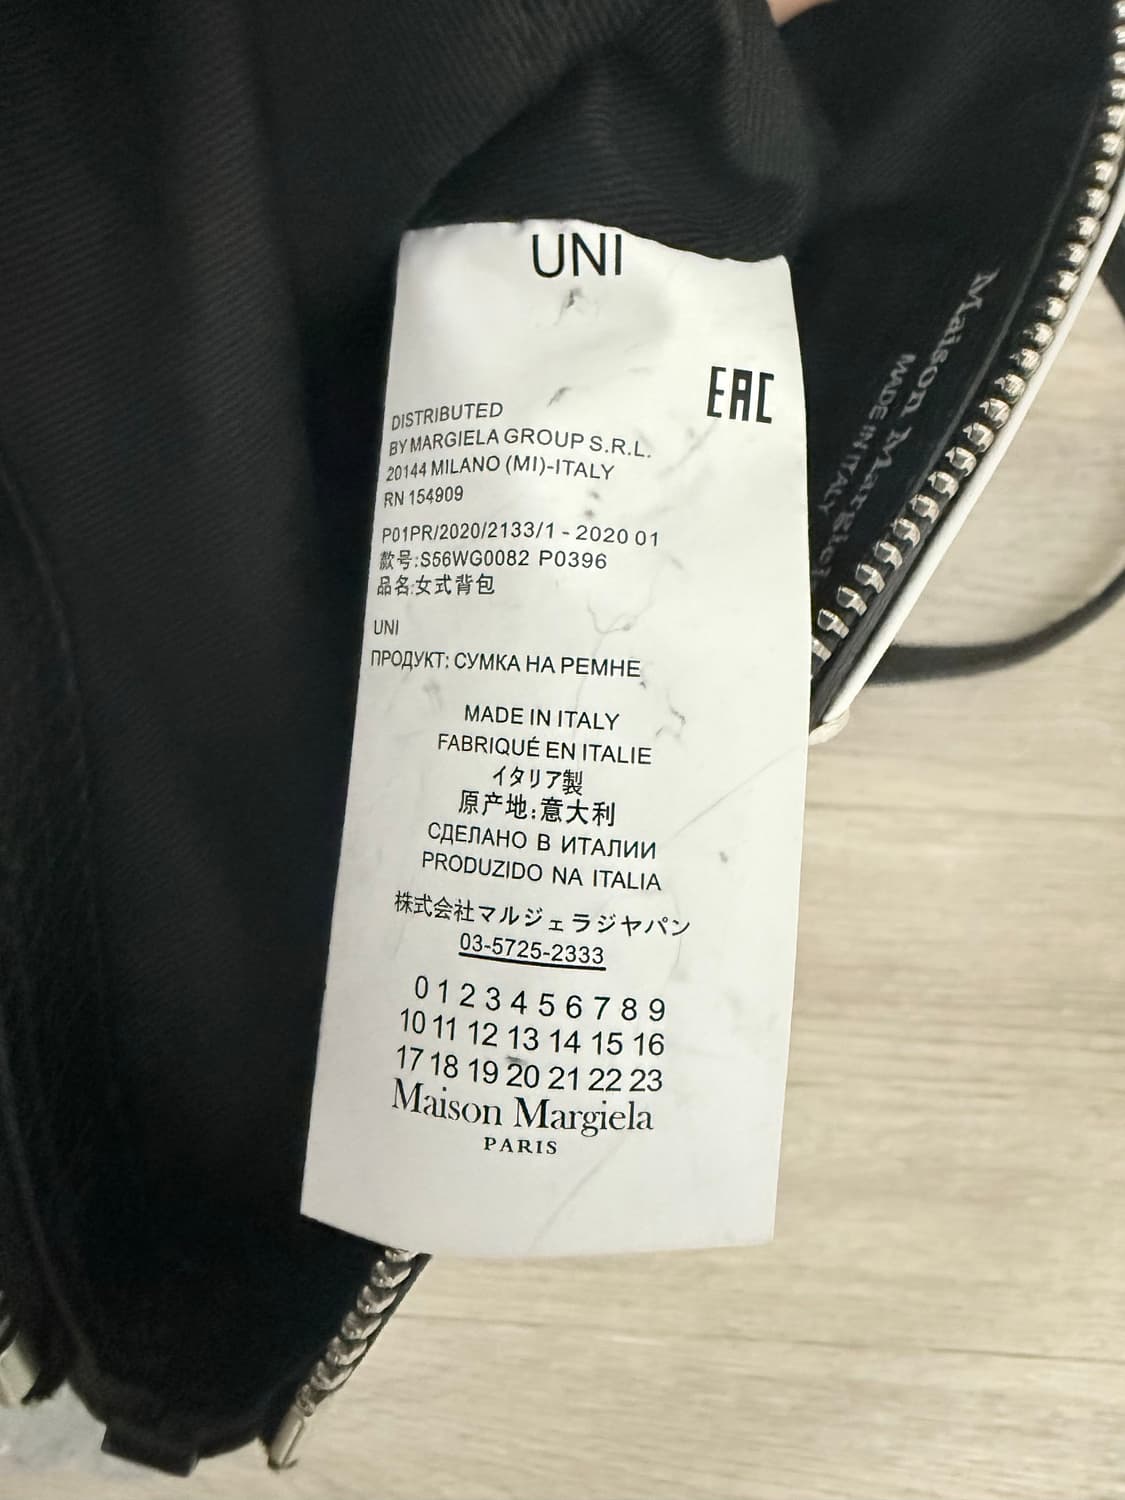 UNI
EAC
DISTRIBUTED
BY MARGIELA GROUP S.R.L.
20144 MILANO (MI)-ITALY
RN 154909
P01PR/2020/2133/1 - 2020 01
款号:S56WG0082 P0396
品名:女式背包
UNI
ПРОДУКТ: СУМКА НА РЕМНЕ
MADE IN ITALY
FABRIQUÉ EN ITALIE
イタリア製
原产地:意大利
СДЕЛАНО В ИТАЛИИ
PRODUZIDO NA ITALIA
株式会社マルジェラジヤパン
03-5725-2333
0 1 2 3 4 5 6 7 8 9
10 11 12 13 14 15 16
17 18 19 20 21 22 23
Maison Margiela
PARIS
Maison Margiela
MADE IN ITALY